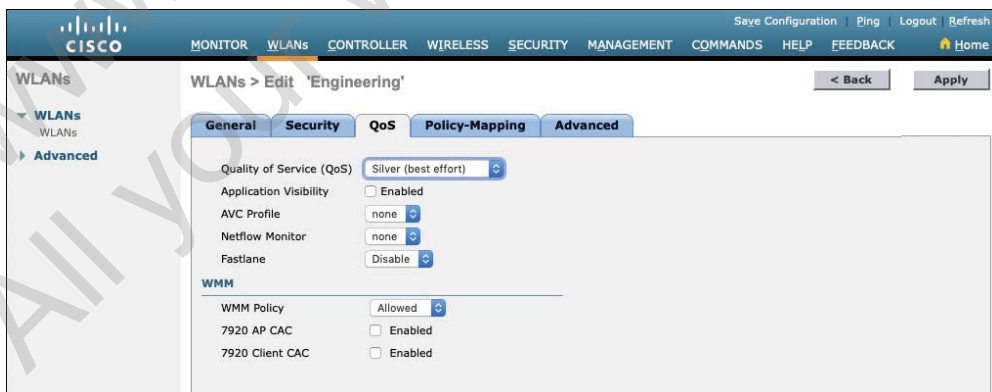 Save Configuration Ping Logout Refresh
CISCO MONITOR WLANs CONTROLLER WIRELESS SECURITY MANAGEMENT COMMANDS HELP FEEDBACK Home
WLANs
WLANs > Edit 'Engineering'
< Back Apply
WLANs
WLANs
Advanced
General Security QoS Policy-Mapping Advanced
Quality of Service (QoS) Silver (best effort)
Application Visibility Enabled
AVC Profile none
Netflow Monitor none
Fastlane Disable
WMM
WMM Policy Allowed
7920 AP CAC Enabled
7920 Client CAC Enabled
All your